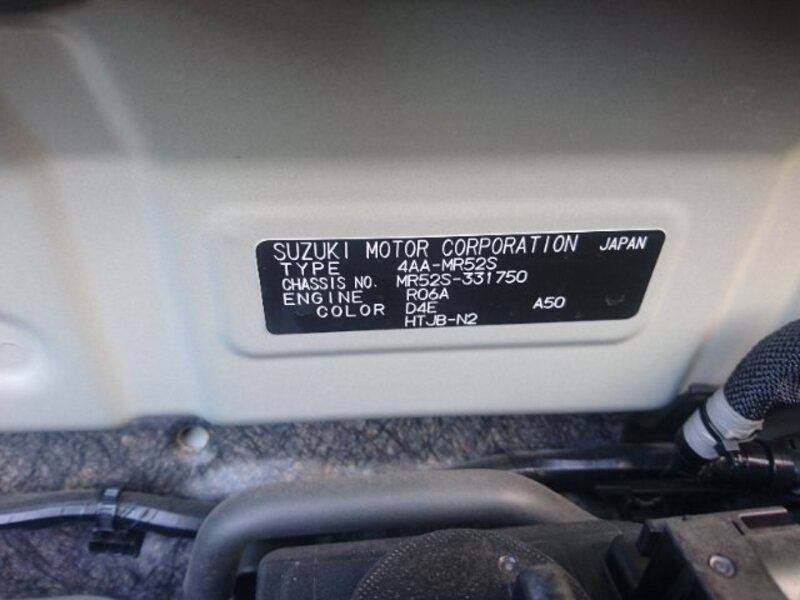 SUZUKI MOTOR CORPORATION JAPAN
TYPE 4AA-MR52S
CHASSIS NO. MR52S-331750
ENGINE R06A
COLOR D4E A50
HTJB-N2